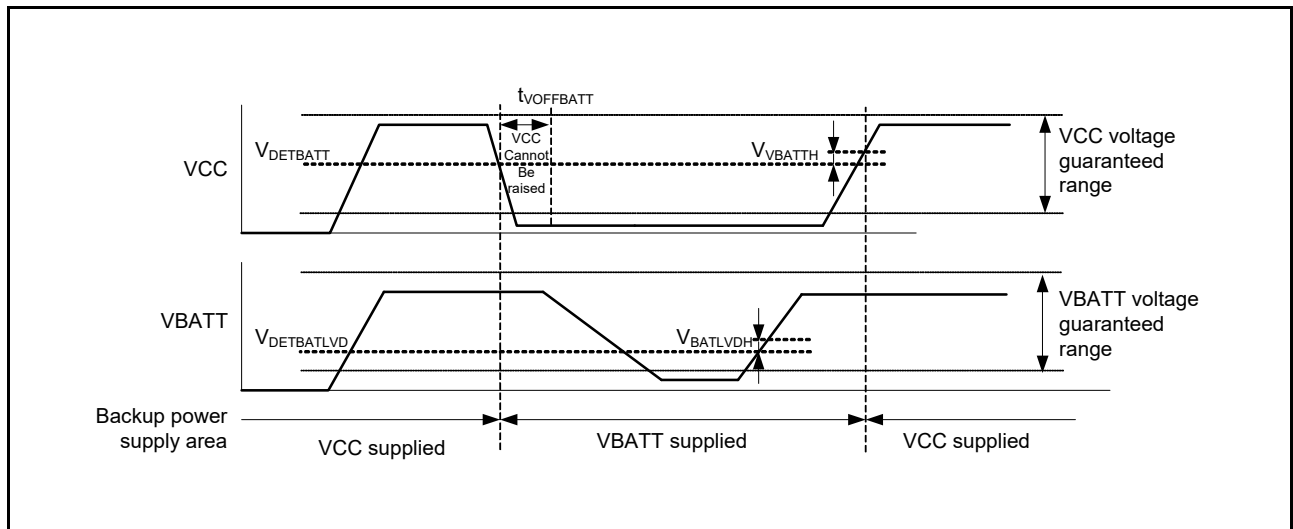 tVOFFBATT
VCC
Cannot
Be
raised
VDETBATT
VVBATTH
VCC
VCC voltage
guaranteed
range
VBATT
VDETBATLVD
VBATLVDH
VBATT voltage
guaranteed
range
Backup power
supply area
VCC supplied
VBATT supplied
VCC supplied